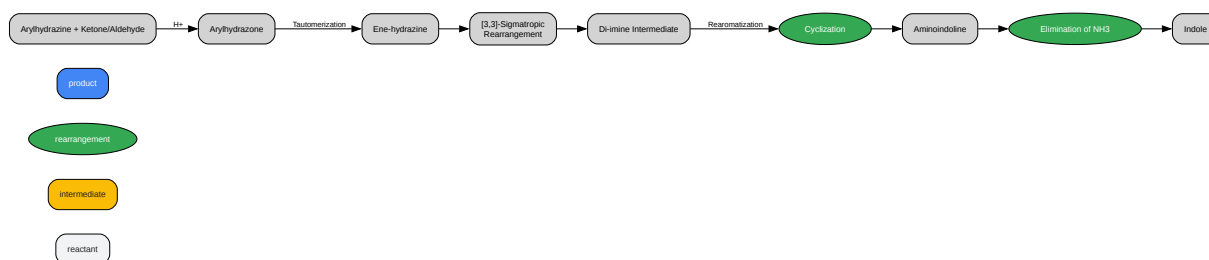 Arylhydrazine + Ketone/Aldehyde
H+
Arylhydrazone
Tautomerization
Ene-hydrazine
[3,3]-Sigmatropic
Rearrangement
Di-imine Intermediate
Rearomatization
Cyclization
Aminoindoline
Elimination of NH3
Indole
product
rearrangement
intermediate
reactant